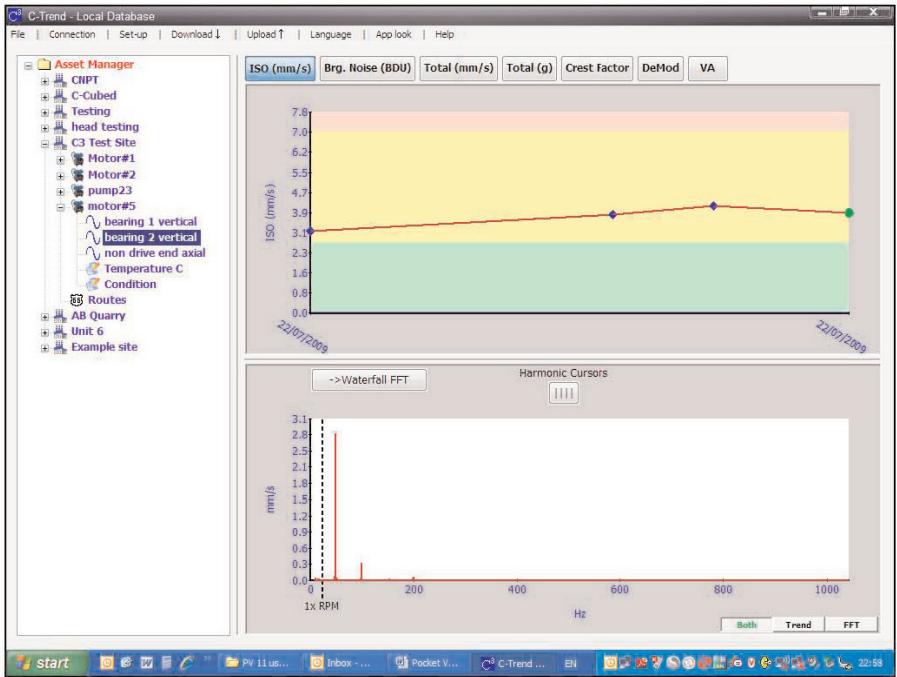 C-Trend - Local Database
File | Connection | Set-up | Download ↓ | Upload ↑ | Language | App look | Help
Asset Manager
CNPT
C-Cubed
Testing
head testing
C3 Test Site
Motor#1
Motor#2
pump23
motor#5
bearing 1 vertical
bearing 2 vertical
non drive end axial
Temperature C
Condition
Routes
AB Quarry
Unit 6
Example site
ISO (mm/s) Brg. Noise (BDU) Total (mm/s) Total (g) Crest Factor DeMod VA
7.8
7.0
6.2
5.5
4.7
3.9
3.1
2.3
1.6
0.8
0.0
ISO (mm/s)
22/07/2009 22/07/2009
->Waterfall FFT
Harmonic Cursors
3.1
2.8
2.5
2.1
1.8
1.5
1.2
0.9
0.6
0.3
0.0
mm/s
0 200 400 600 800 1000
1x RPM
Hz
Both Trend FFT
start PV 11 us... Inbox - ... Pocket V... C-Trend ... EN 22:58